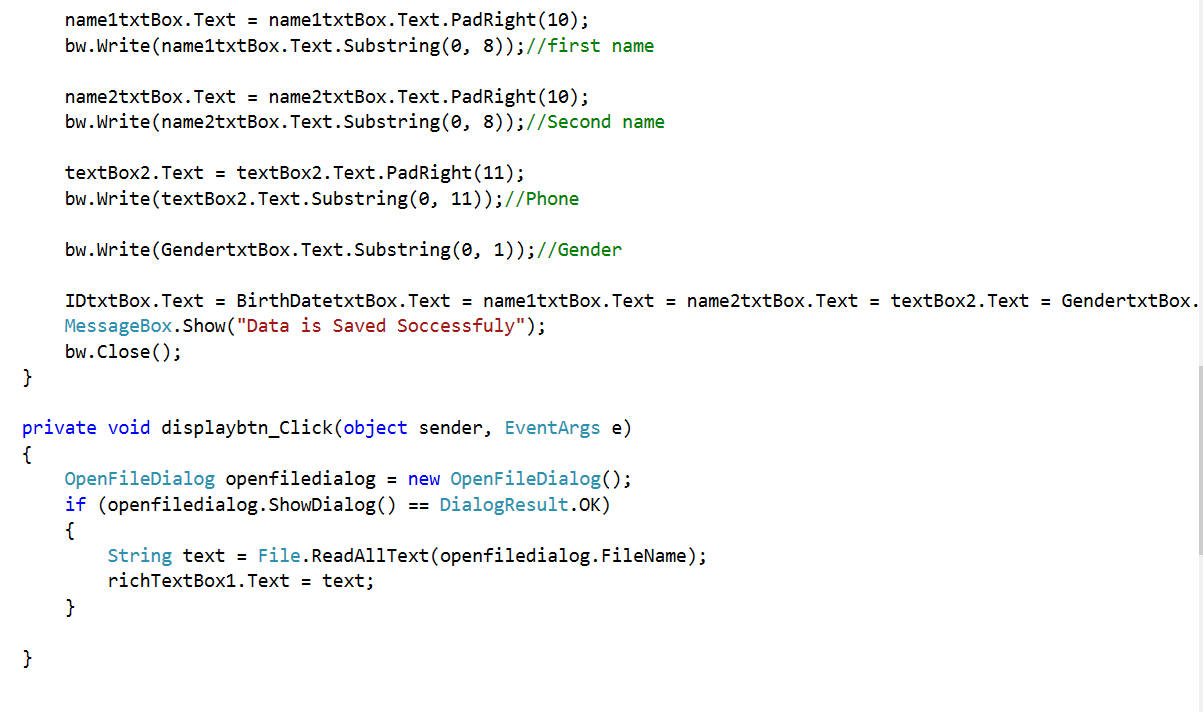 name1txtBox.Text = name1txtBox.Text.PadRight(10);
bw.Write(name1txtBox.Text.Substring(0, 8));//first name
name2txtBox.Text = name2txtBox.Text.PadRight(10);
bw.Write(name2txtBox.Text.Substring(0, 8));//Second name
textBox2.Text = textBox2.Text.PadRight(11);
bw.Write(textBox2.Text.Substring(0, 11));//Phone
bw.Write(GendertxtBox.Text.Substring(0, 1));//Gender
IDtxtBox.Text = BirthDatetxtBox.Text = name1txtBox.Text = name2txtBox.Text = textBox2.Text = GendertxtBox.
MessageBox.Show("Data is Saved Soccessfuly");
bw.Close();
}
private void displaybtn_Click(object sender, EventArgs e)
{
OpenFileDialog openfiledialog = new OpenFileDialog();
if (openfiledialog.ShowDialog() == DialogResult.OK)
{
String text = File.ReadAllText(openfiledialog.FileName);
richTextBox1.Text = text;
}
}